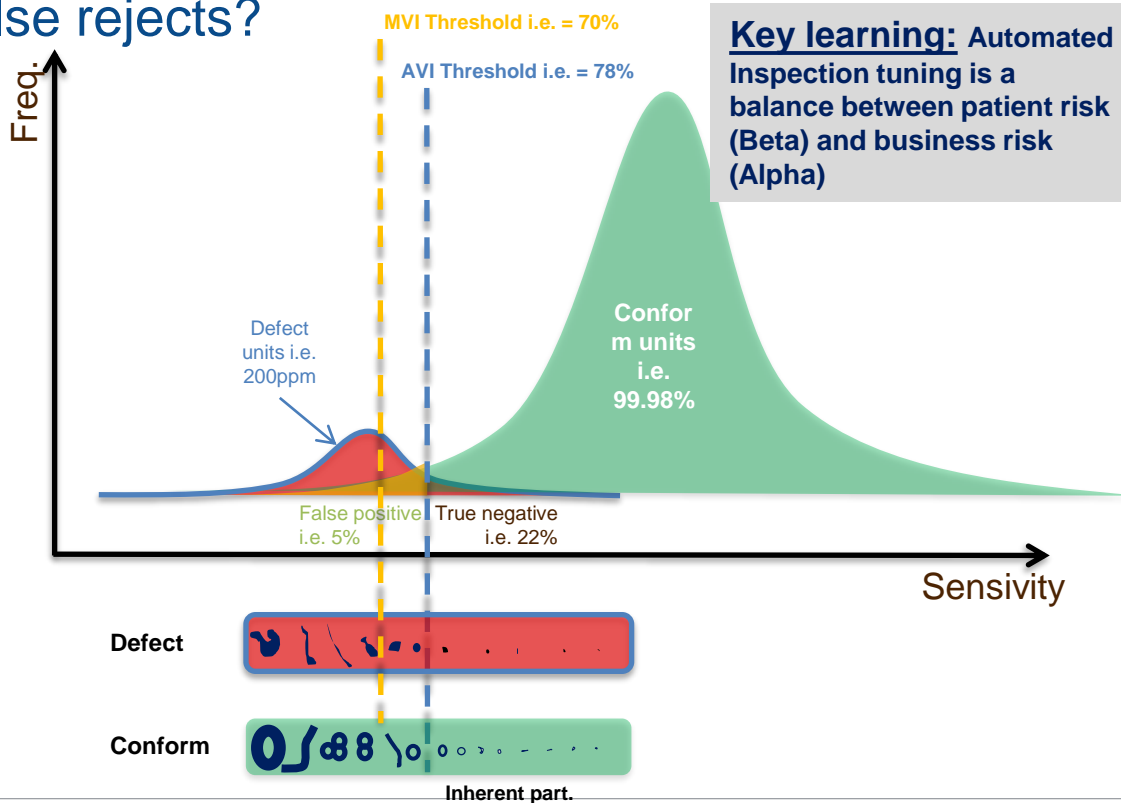 lse rejects?
MVI Threshold i.e. = 70%
AVI Threshold i.e. = 78%
Key learning: Automated
Inspection tuning is a
balance between patient risk
(Beta) and business risk
(Alpha)
Freq.
Defect
units i.e.
200ppm
Confor
m units
i.e.
99.98%
False positive
i.e. 5%
True negative
i.e. 22%
Sensivity
Defect
Conform
Inherent part.